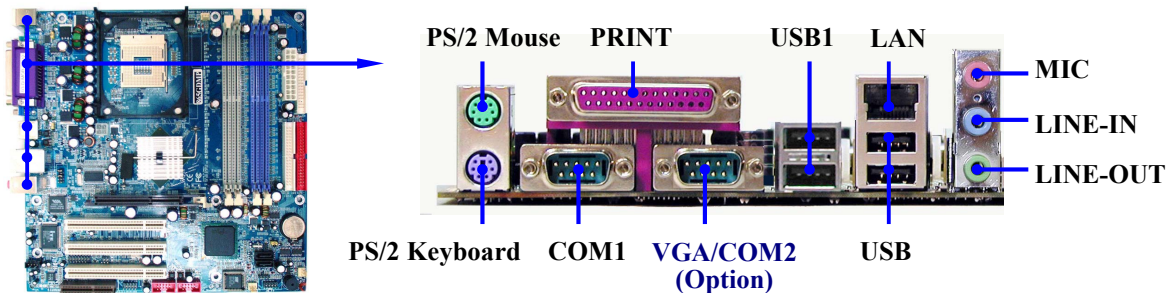 PS/2 Mouse PRINT USB1 LAN
MIC
LINE-IN
LINE-OUT
PS/2 Keyboard COM1 VGA/COM2 USB
(Option)